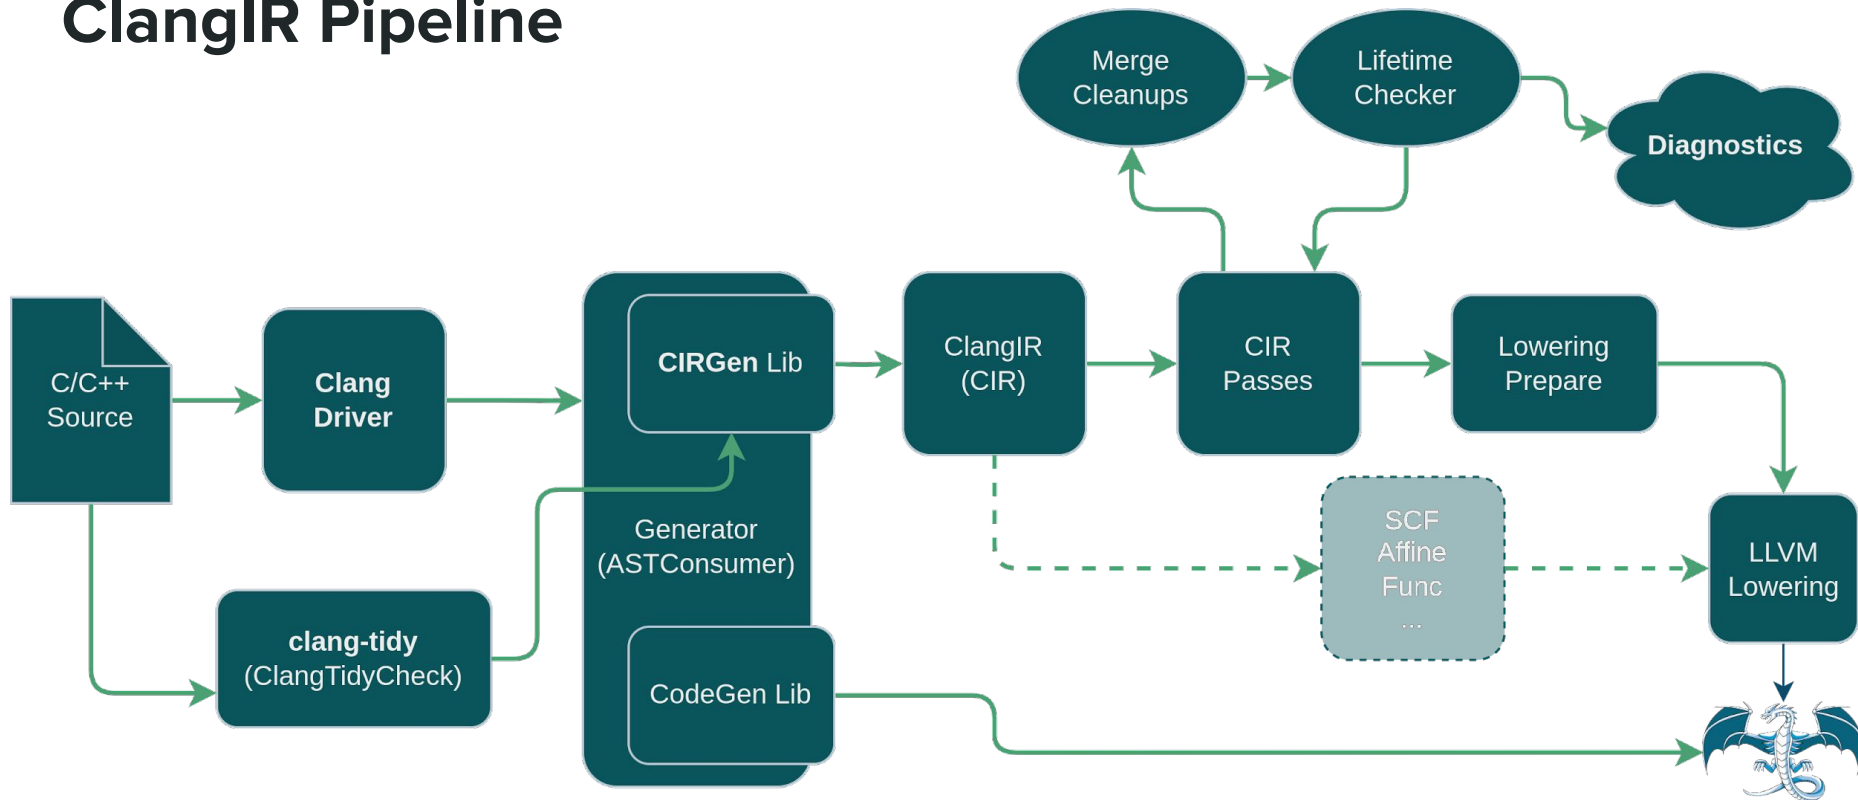 ClangIR Pipeline
Merge
Cleanups
Lifetime
Checker
Diagnostics
C/C++
Source
Clang
Driver
CIRGen Lib
ClangIR
(CIR)
CIR
Passes
Lowering
Prepare
Generator
(ASTConsumer)
SCF
Affine
Func
...
LLVM
Lowering
clang-tidy
(ClangTidyCheck)
CodeGen Lib